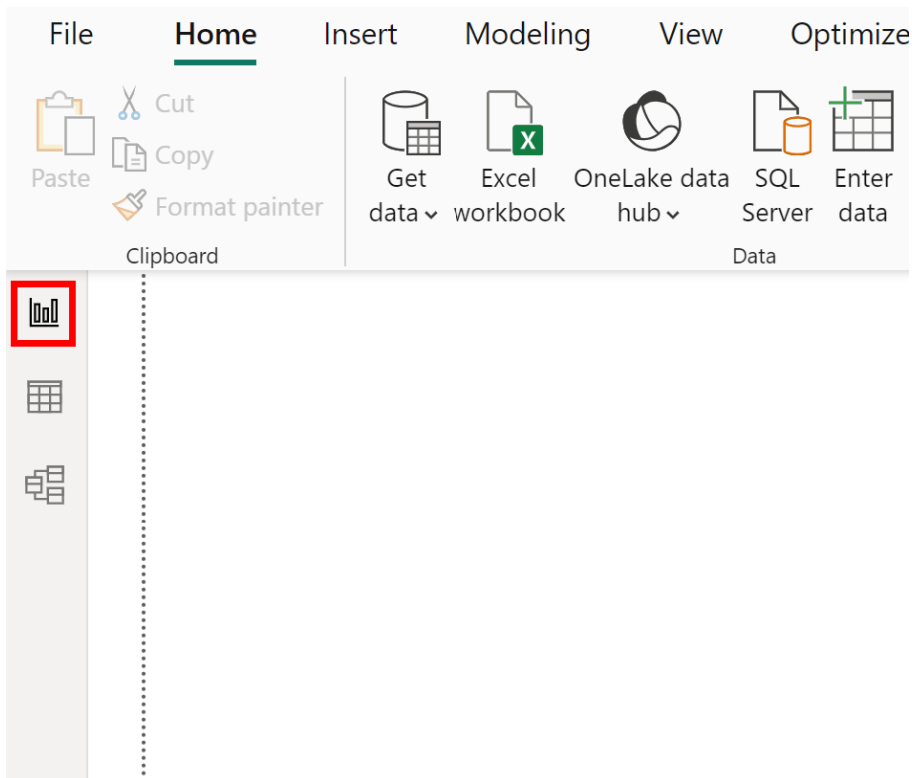 File Home Insert Modeling View Optimize
Cut
Copy
Paste
Format painter
Clipboard
Get data
Excel workbook
OneLake data hub
SQL Server
Enter data
Data